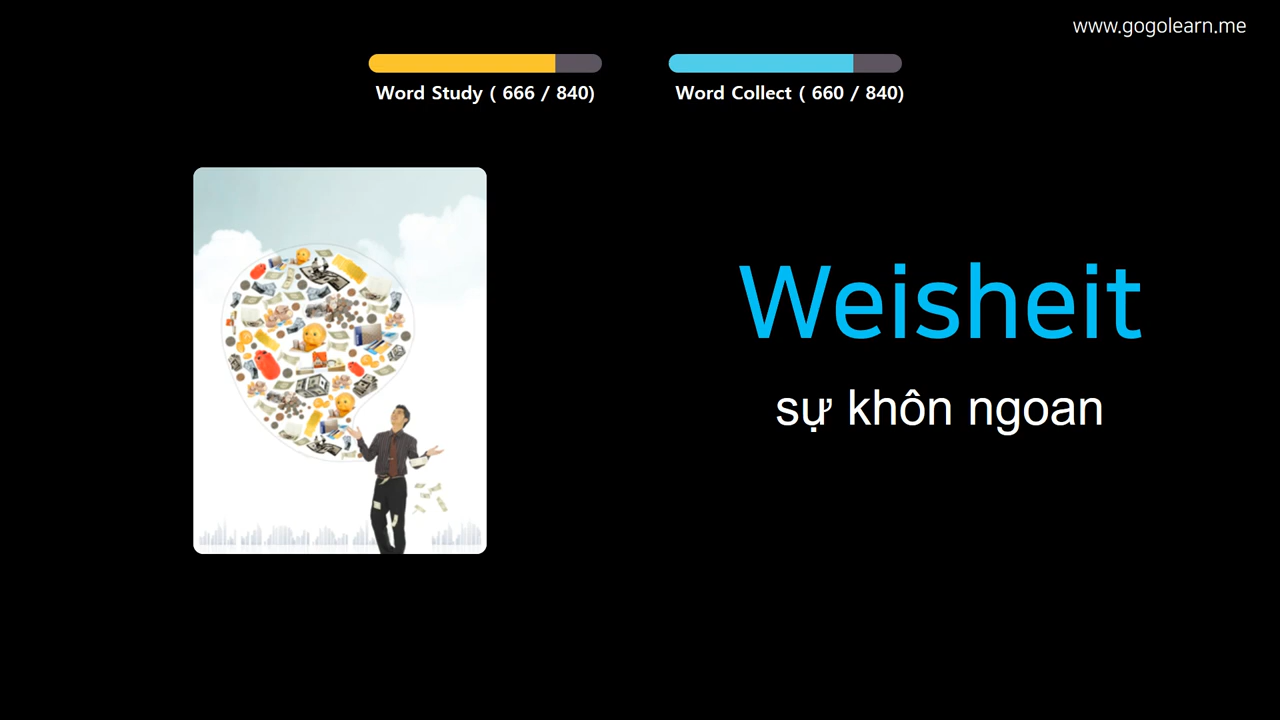 www.gogolearn.me
Word Study ( 666 / 840)
Word Collect ( 660 / 840)
Weisheit
sự khôn ngoan